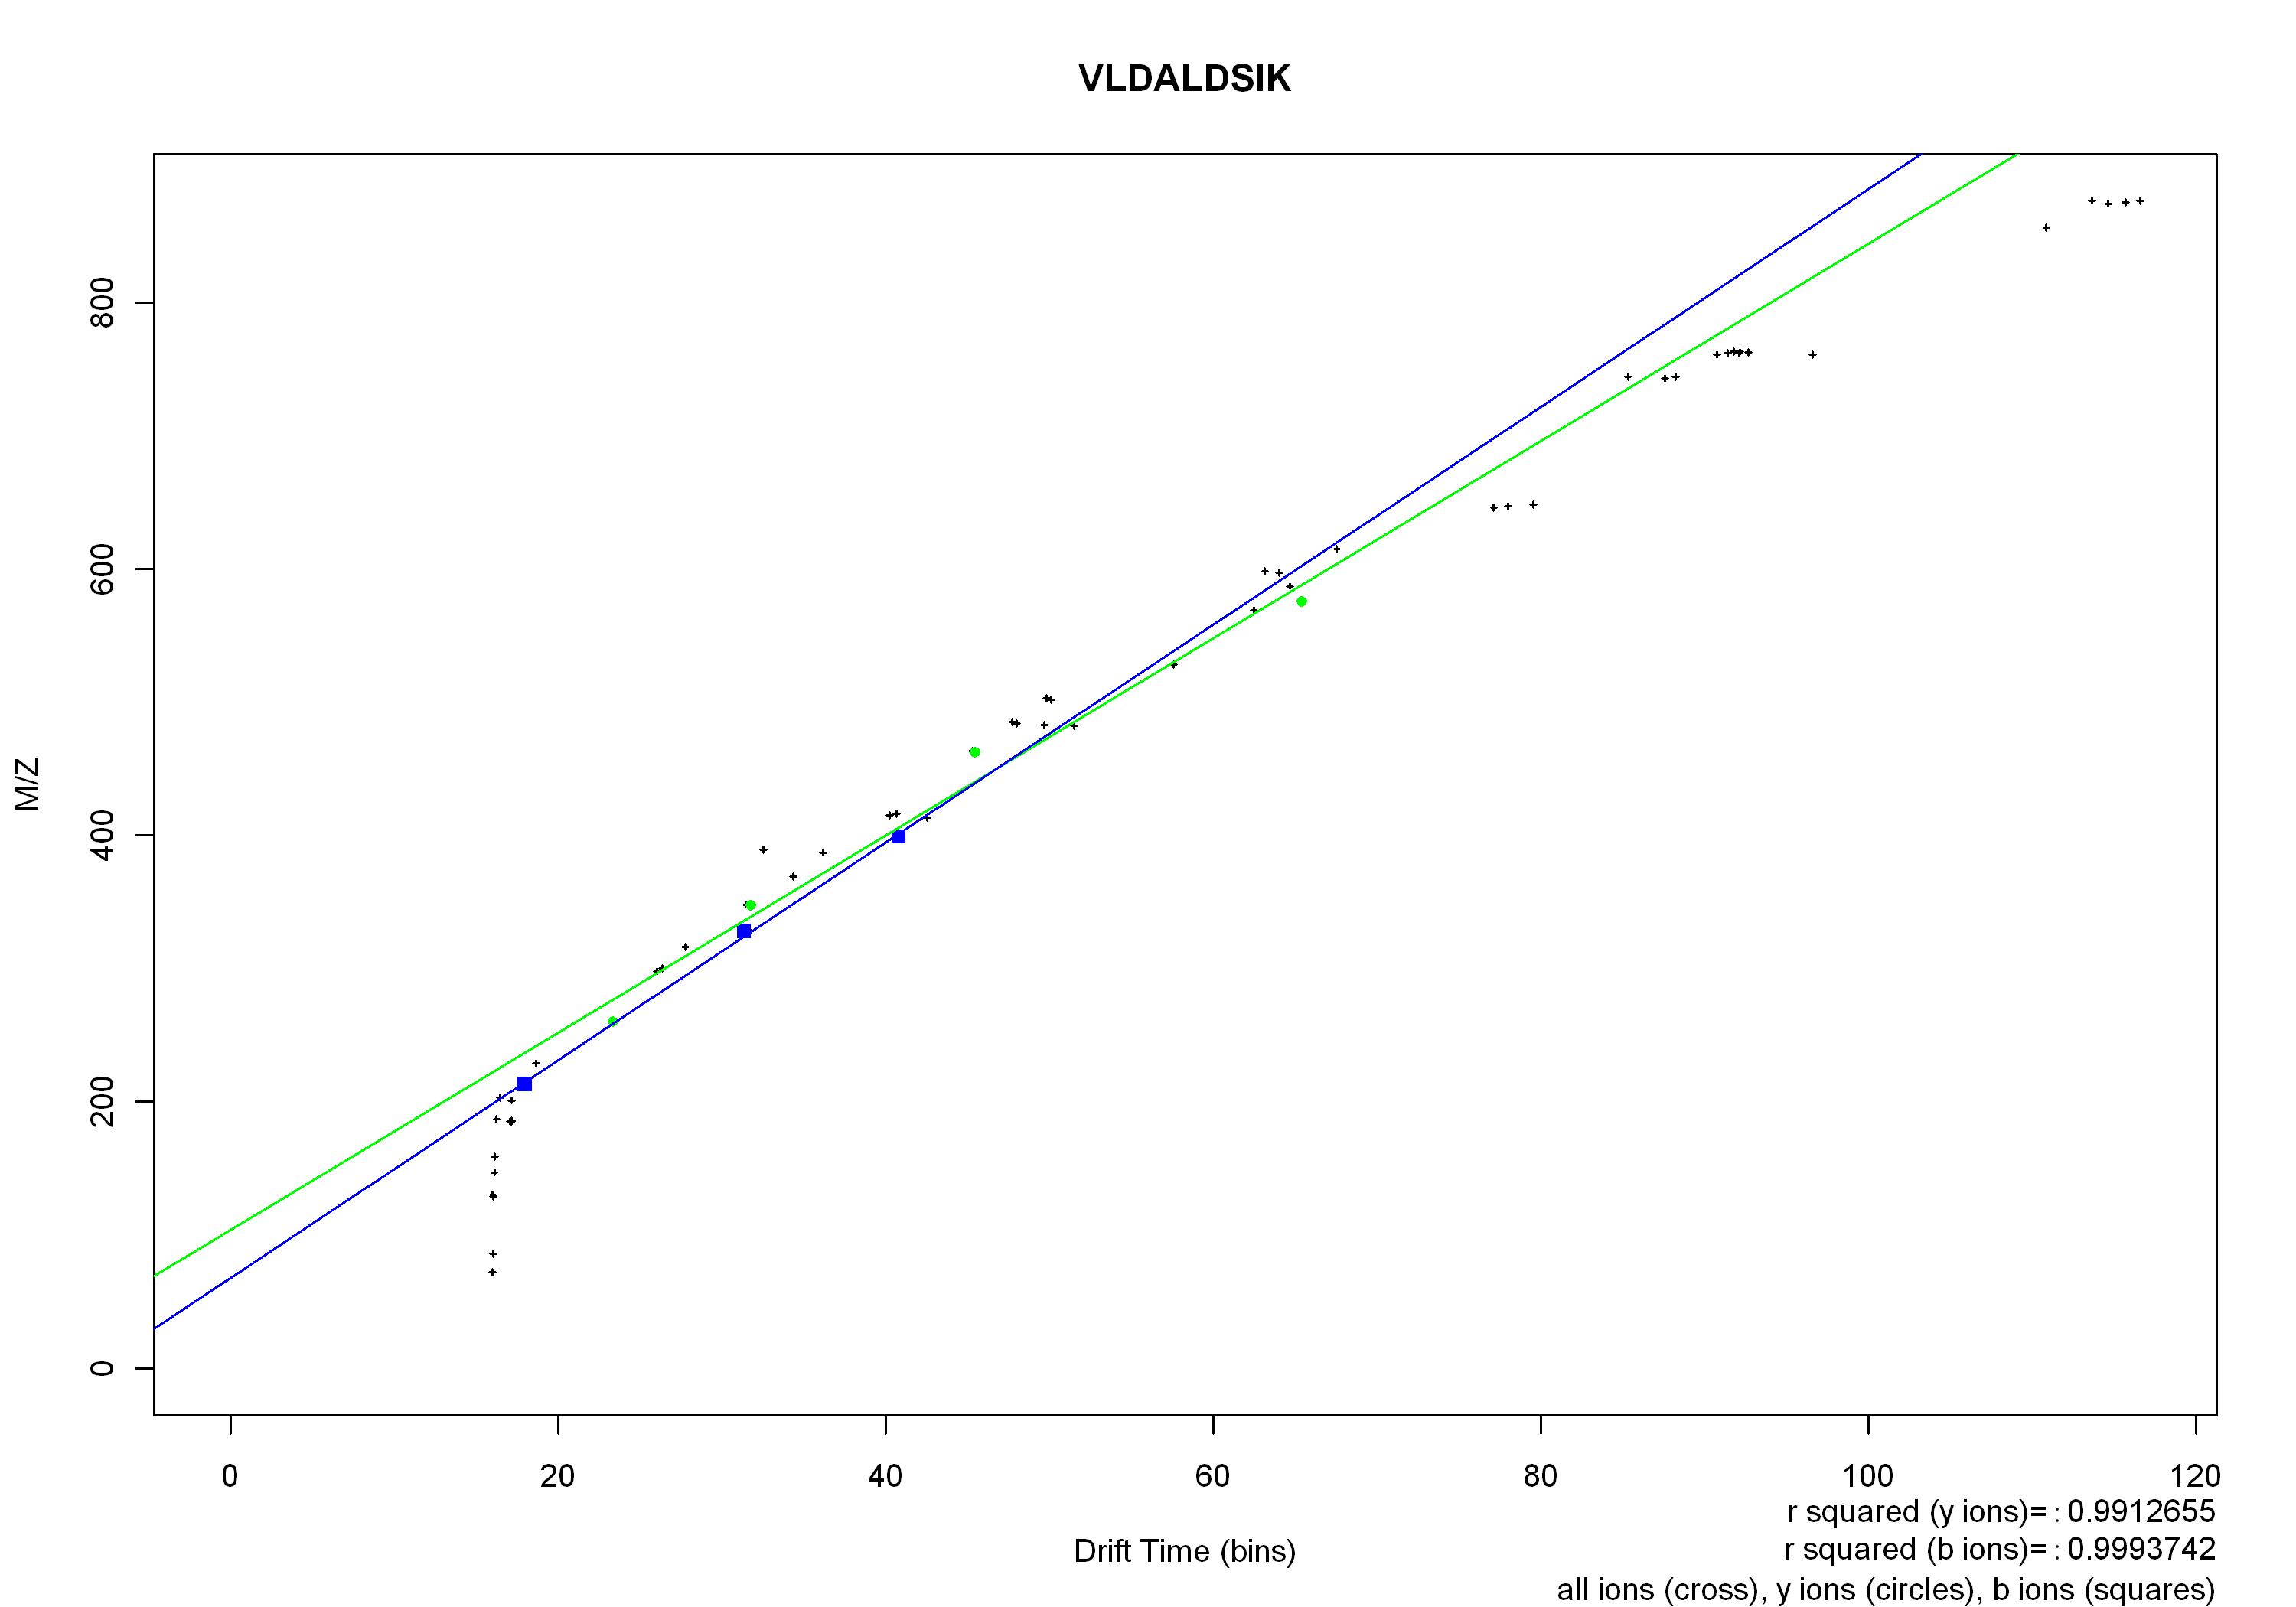 VLDALDSIK
M/Z
800
600
400
200
0
0 20 40 60 80 100 120
Drift Time (bins)
r squared (y ions)= : 0.9912655
r squared (b ions)= : 0.9993742
all ions (cross), y ions (circles), b ions (squares)